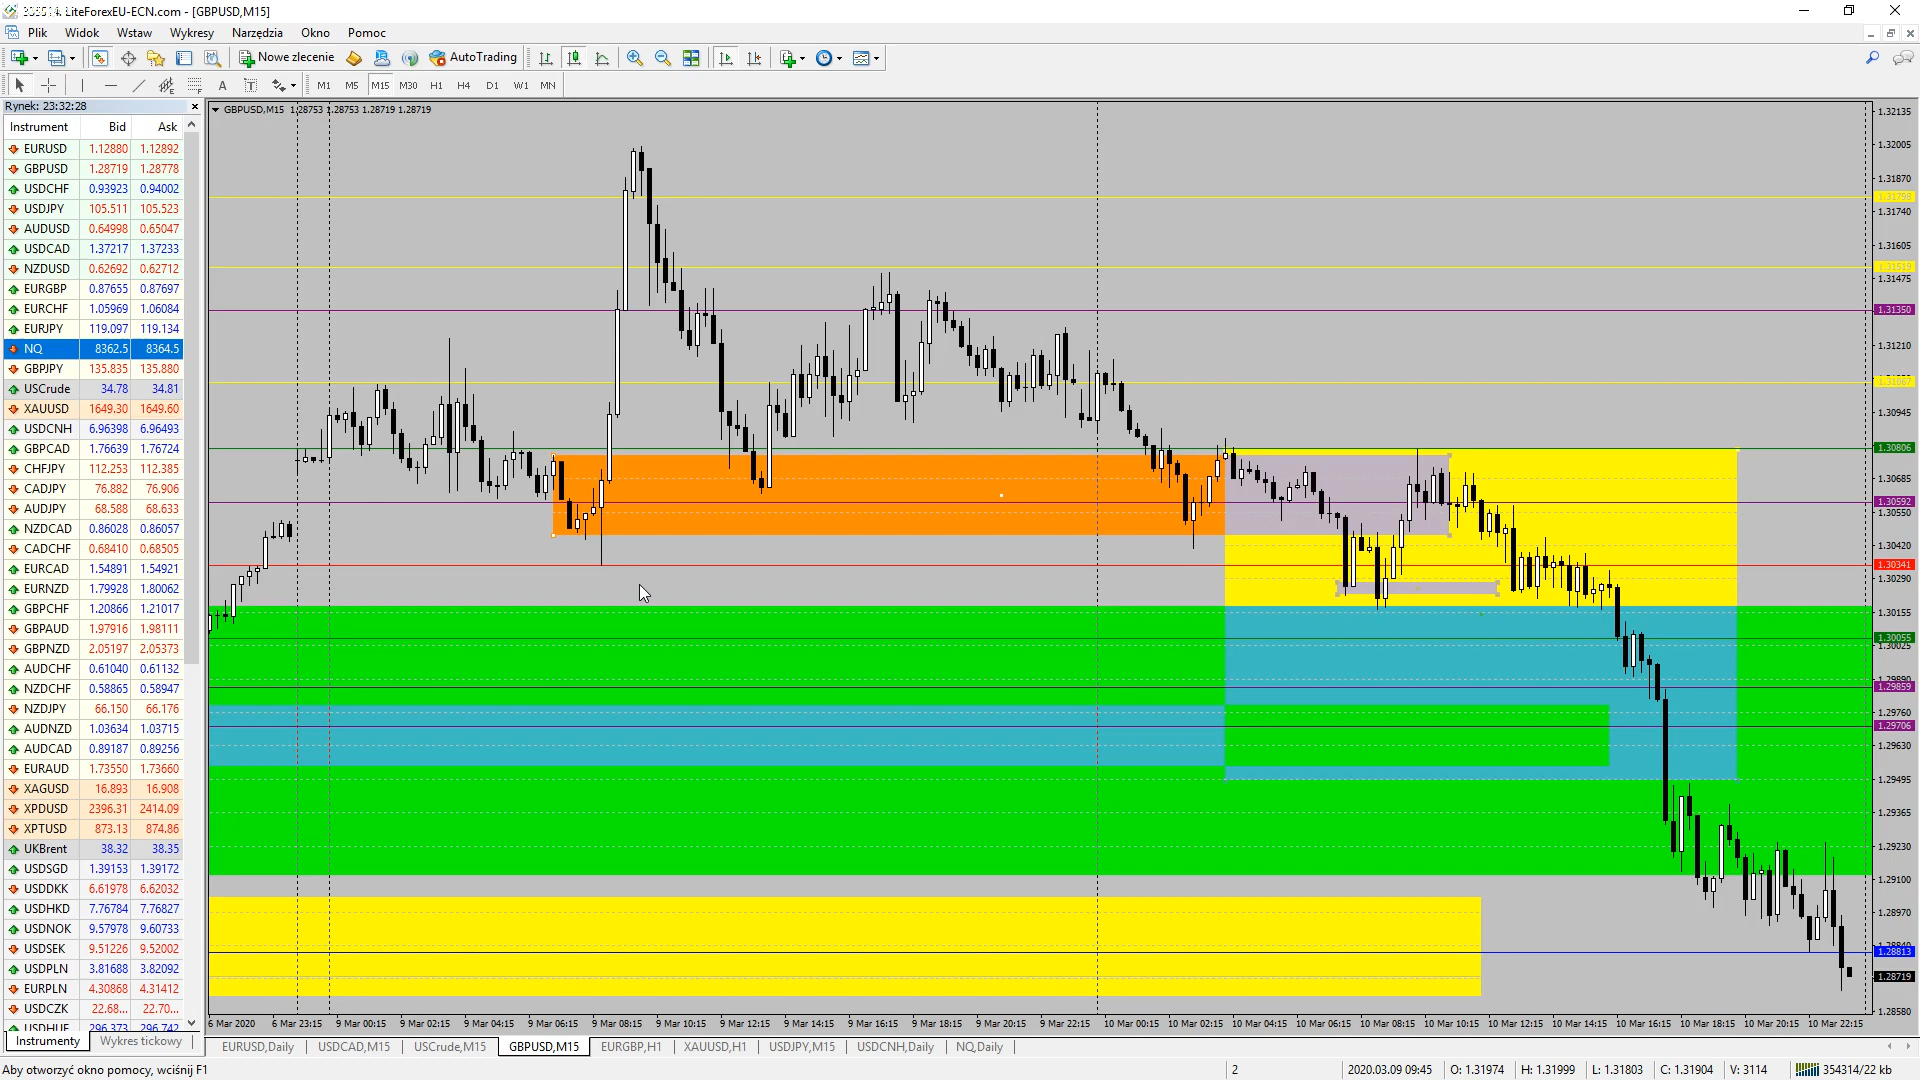 LiteForexEU-ECN.com - [GBPUSD,M15]
Plik Widok Wstaw Wykresy Narzędzia Okno Pomoc
Nowe zlecenie AutoTrading
A T M1 M5 M15 M30 H1 H4 D1 W1 MN
Rynek: 23:32:28
Instrument Bid Ask
EURUSD 1.12880 1.12892
GBPUSD 1.28719 1.28778
USDCHF 0.93923 0.94002
USDJPY 105.511 105.523
AUDUSD 0.64998 0.65047
USDCAD 1.37217 1.37233
NZDUSD 0.62692 0.62712
EURGBP 0.87655 0.87697
EURCHF 1.05969 1.06084
EURJPY 119.097 119.134
NQ 8362.5 8364.5
GBPJPY 135.835 135.880
USCrude 34.78 34.81
XAUUSD 1649.30 1649.60
USDCNH 6.96398 6.96493
GBPCAD 1.76639 1.76724
CHFJPY 112.253 112.385
CADJPY 76.882 76.906
AUDJPY 68.588 68.633
NZDCAD 0.86028 0.86057
CADCHF 0.68410 0.68505
EURCAD 1.54891 1.54921
EURNZD 1.79928 1.80062
GBPCHF 1.20866 1.21017
GBPAUD 1.97916 1.98111
GBPNZD 2.05197 2.05373
AUDCHF 0.61040 0.61132
NZDCHF 0.58865 0.58947
NZDJPY 66.150 66.176
AUDNZD 1.03634 1.03715
AUDCAD 0.89187 0.89256
EURAUD 1.73550 1.73660
XAGUSD 16.893 16.908
XPDUSD 2396.31 2414.09
XPTUSD 873.13 874.86
UKBrent 38.32 38.35
USDSGD 1.39153 1.39172
USDDKK 6.61978 6.62032
USDHKD 7.76784 7.76827
USDNOK 9.57978 9.60733
USDSEK 9.51226 9.52002
USDPLN 3.81688 3.82092
EURPLN 4.30868 4.31412
USDCZK 22.68... 22.70...
USDHUF 296.373 296.742
Instrumenty Wykres tickowy
GBPUSD,M15 1.28753 1.28753 1.28719 1.28719
1.32135
1.32005
1.31870
1.31740
1.31605
1.31475
1.31350
1.31210
1.31067
1.30945
1.30806
1.30685
1.30592
1.30550
1.30420
1.30341
1.30290
1.30155
1.30055
1.30025
1.29890
1.29859
1.29760
1.29706
1.29630
1.29495
1.29365
1.29230
1.29100
1.28970
1.28840
1.28813
1.28719
1.28580
6 Mar 2020 6 Mar 23:15 9 Mar 00:15 9 Mar 02:15 9 Mar 04:15 9 Mar 06:15 9 Mar 08:15 9 Mar 10:15 9 Mar 12:15 9 Mar 14:15 9 Mar 16:15 9 Mar 18:15 9 Mar 20:15 9 Mar 22:15 10 Mar 00:15 10 Mar 02:15 10 Mar 04:15 10 Mar 06:15 10 Mar 08:15 10 Mar 10:15 10 Mar 12:15 10 Mar 14:15 10 Mar 16:15 10 Mar 18:15 10 Mar 20:15 10 Mar 22:15
EURUSD,Daily USDCAD,M15 USCrude,M15 GBPUSD,M15 EURGBP,H1 XAUUSD,H1 USDJPY,M15 USDCNH,Daily NQ,Daily
Aby otworzyć okno pomocy, wciśnij F1 2 2020.03.09 09:45 O: 1.31974 H: 1.31999 L: 1.31803 C: 1.31904 V: 3114 354314/22 kb